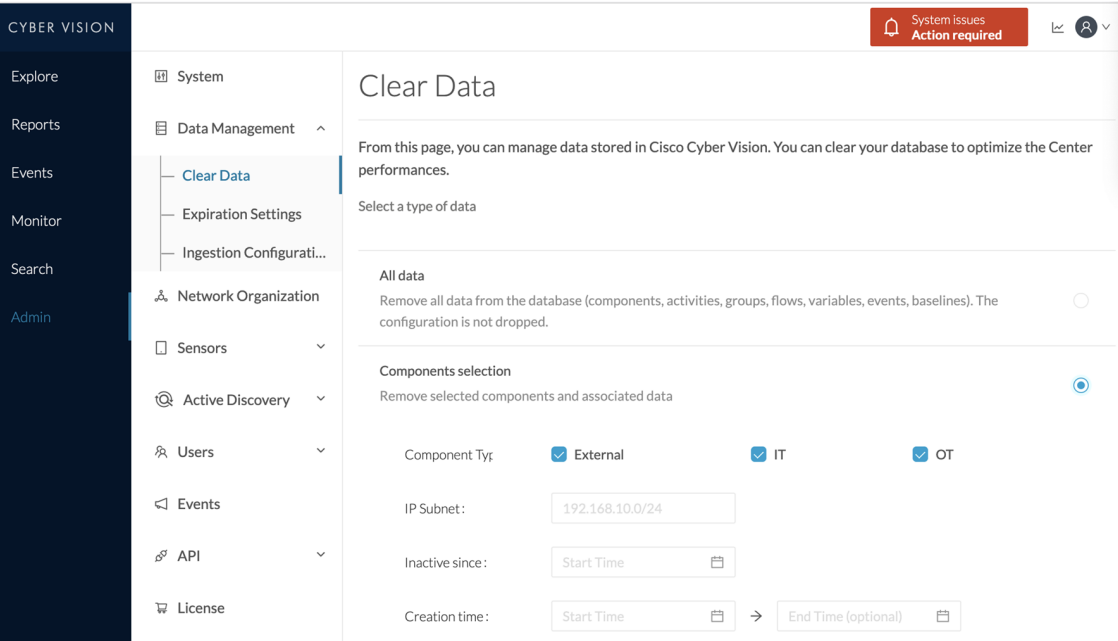 CYBER VISION
System issues
Action required
Explore
Reports
Events
Monitor
Search
Admin
System
Data Management
Clear Data
Expiration Settings
Ingestion Configurati...
Network Organization
Sensors
Active Discovery
Users
Events
API
License
Clear Data
From this page, you can manage data stored in Cisco Cyber Vision. You can clear your database to optimize the Center
performances.
Select a type of data
All data
Remove all data from the database (components, activities, groups, flows, variables, events, baselines). The
configuration is not dropped.
Components selection
Remove selected components and associated data
Component Typ External IT OT
IP Subnet : 192.168.10.0/24
Inactive since : Start Time
Creation time : Start Time → End Time (optional)